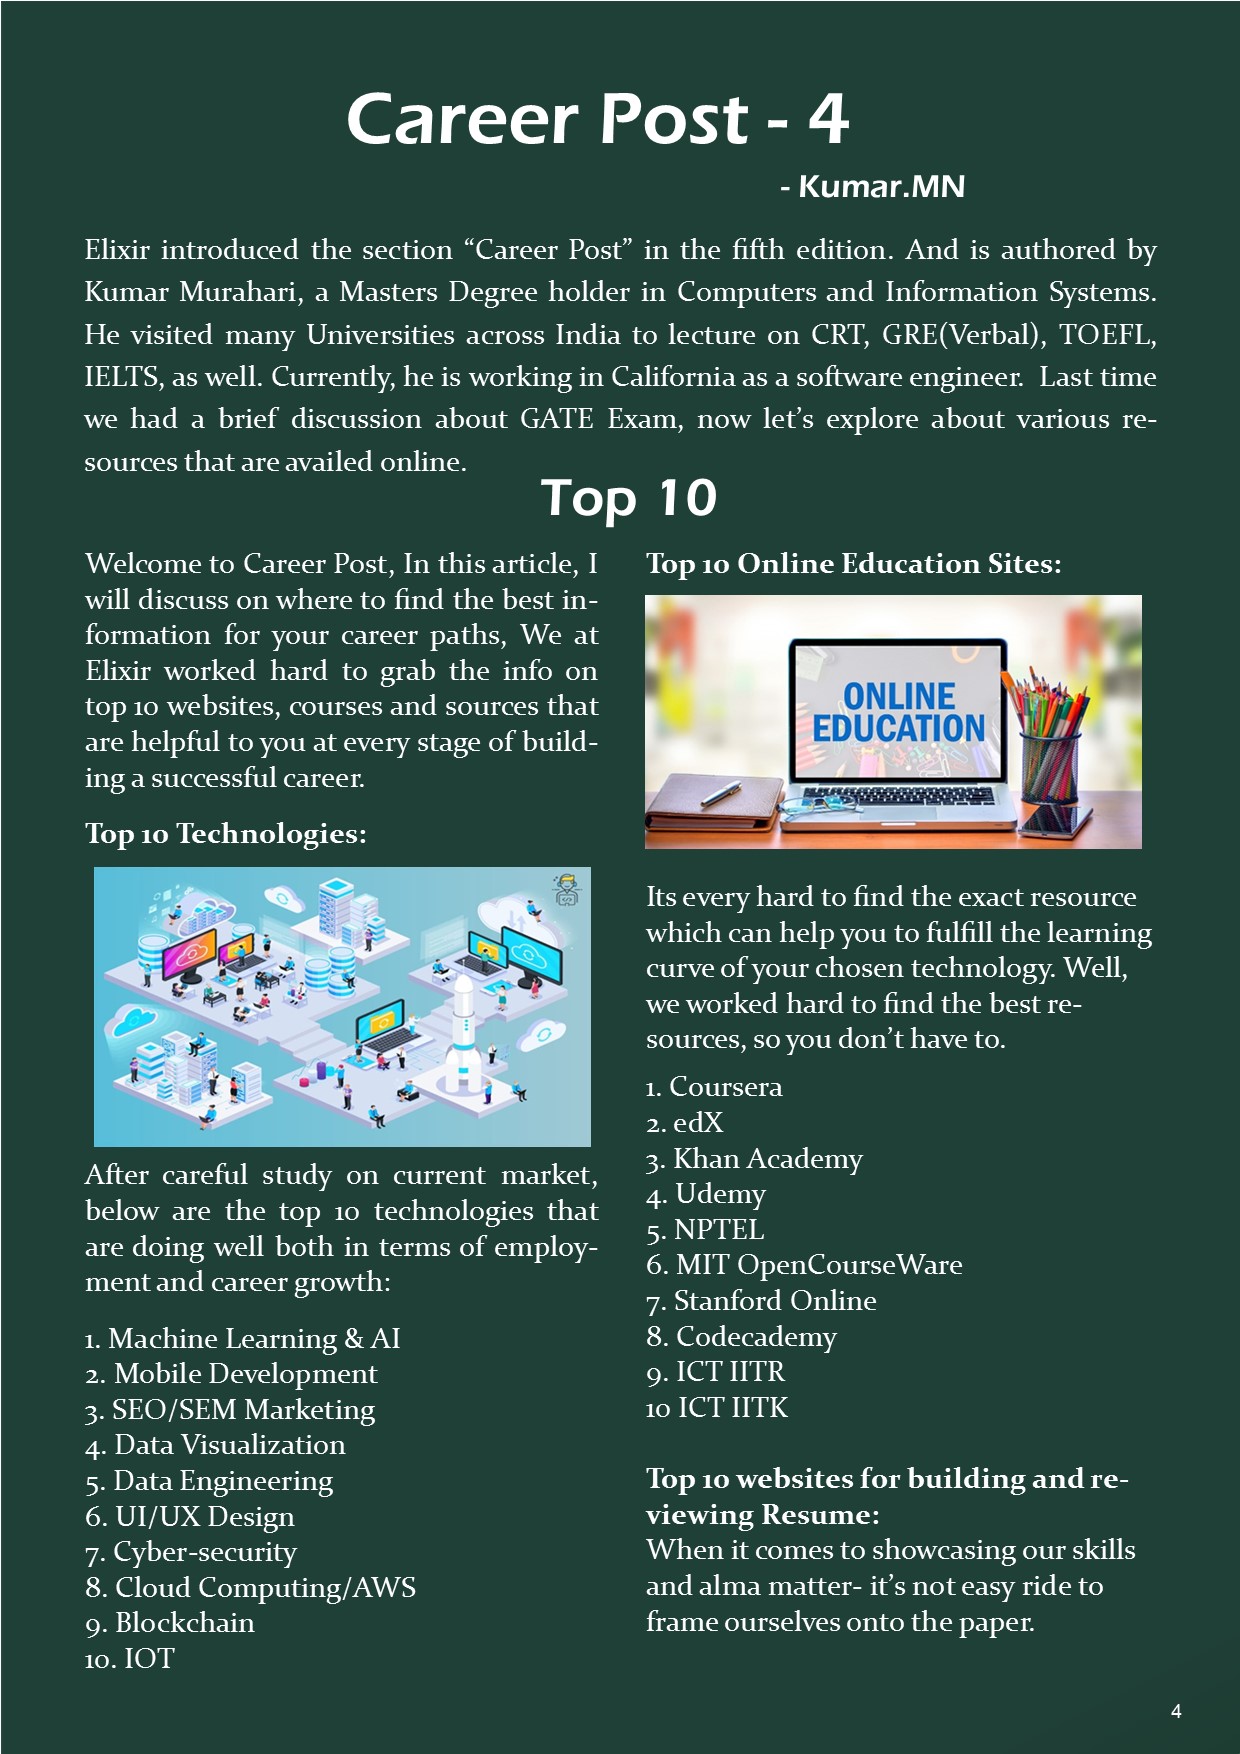 Career Post - 4
- Kumar.MN
Elixir introduced the section “Career Post” in the fifth edition. And is authored by
Kumar Murahari, a Masters Degree holder in Computers and Information Systems.
He visited many Universities across India to lecture on CRT, GRE(Verbal), TOEFL,
IELTS, as well. Currently, he is working in California as a software engineer.  Last time
we had a brief discussion about GATE Exam, now let’s explore about various re-
sources that are availed online.
Top 10
Welcome to Career Post, In this article, I
will discuss on where to find the best in-
formation for your career paths, We at
Elixir worked hard to grab the info on
top 10 websites, courses and sources that
are helpful to you at every stage of build-
ing a successful career.
Top 10 Technologies:
After careful study on current market,
below are the top 10 technologies that
are doing well both in terms of employ-
ment and career growth:
1. Machine Learning & AI
2. Mobile Development
3. SEO/SEM Marketing
4. Data Visualization
5. Data Engineering
6. UI/UX Design
7. Cyber-security
8. Cloud Computing/AWS
9. Blockchain
10. IOT
Top 10 Online Education Sites:
ONLINE
EDUCATION
Its every hard to find the exact resource
which can help you to fulfill the learning
curve of your chosen technology. Well,
we worked hard to find the best re-
sources, so you don’t have to.
1. Coursera
2. edX
3. Khan Academy
4. Udemy
5. NPTEL
6. MIT OpenCourseWare
7. Stanford Online
8. Codecademy
9. ICT IITR
10 ICT IITK
Top 10 websites for building and re-
viewing Resume:
When it comes to showcasing our skills
and alma matter- it’s not easy ride to
frame ourselves onto the paper.
4